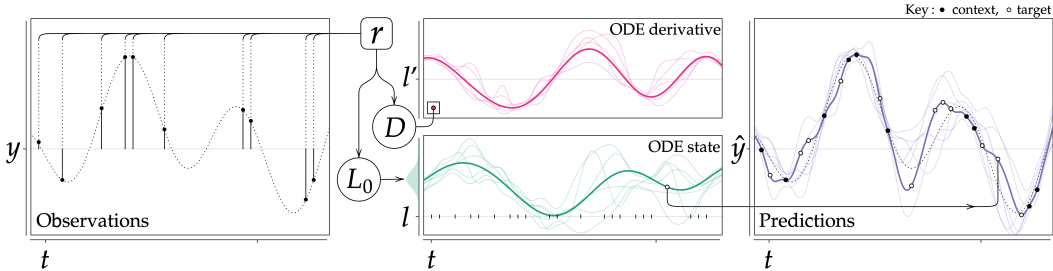 Key : • context, ∘ target
r
ODE derivative
l′
D
y
ŷ
ODE state
L₀
l
Observations
Predictions
t
t
t